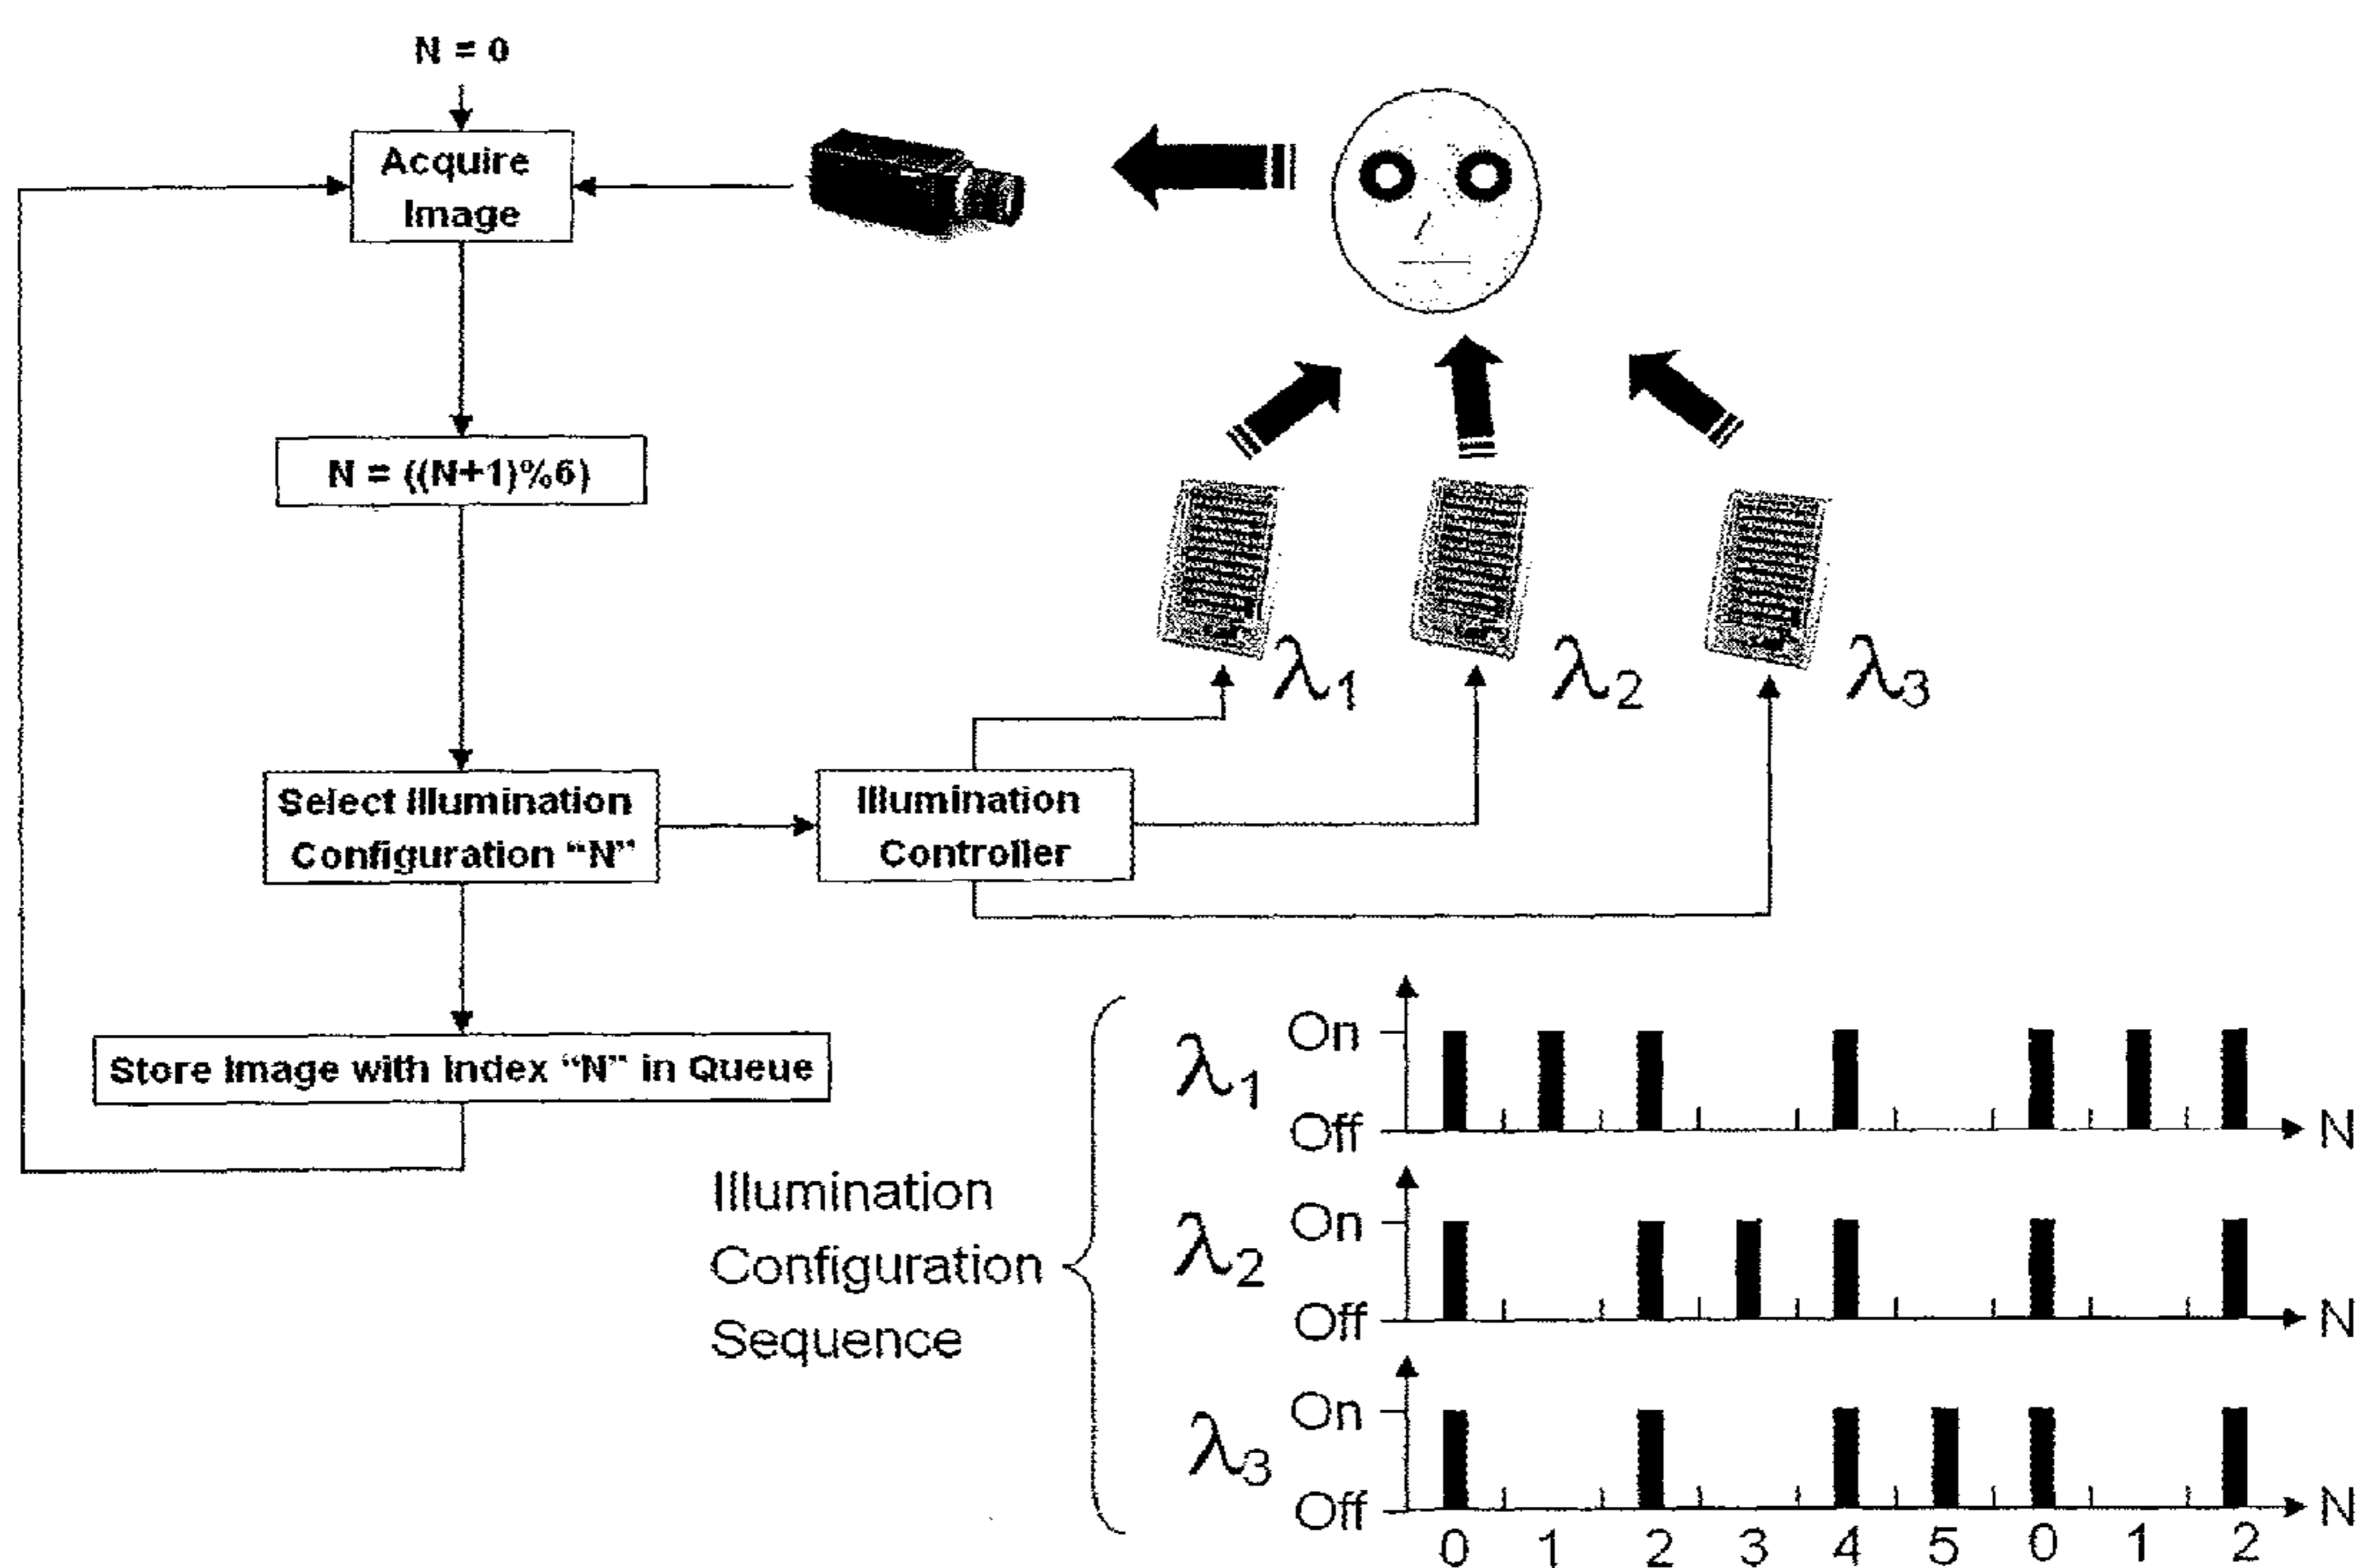 N = 0
Acquire
Image
N = ((N+1)%6)
Select Illumination
Configuration “N”
Illumination
Controller
λ1
λ2
λ3
Store Image with Index “N” in Queue
Illumination
Configuration
Sequence
λ1
On
Off
N
λ2
On
Off
N
λ3
On
Off
N
0 1 2 3 4 5 0 1 2